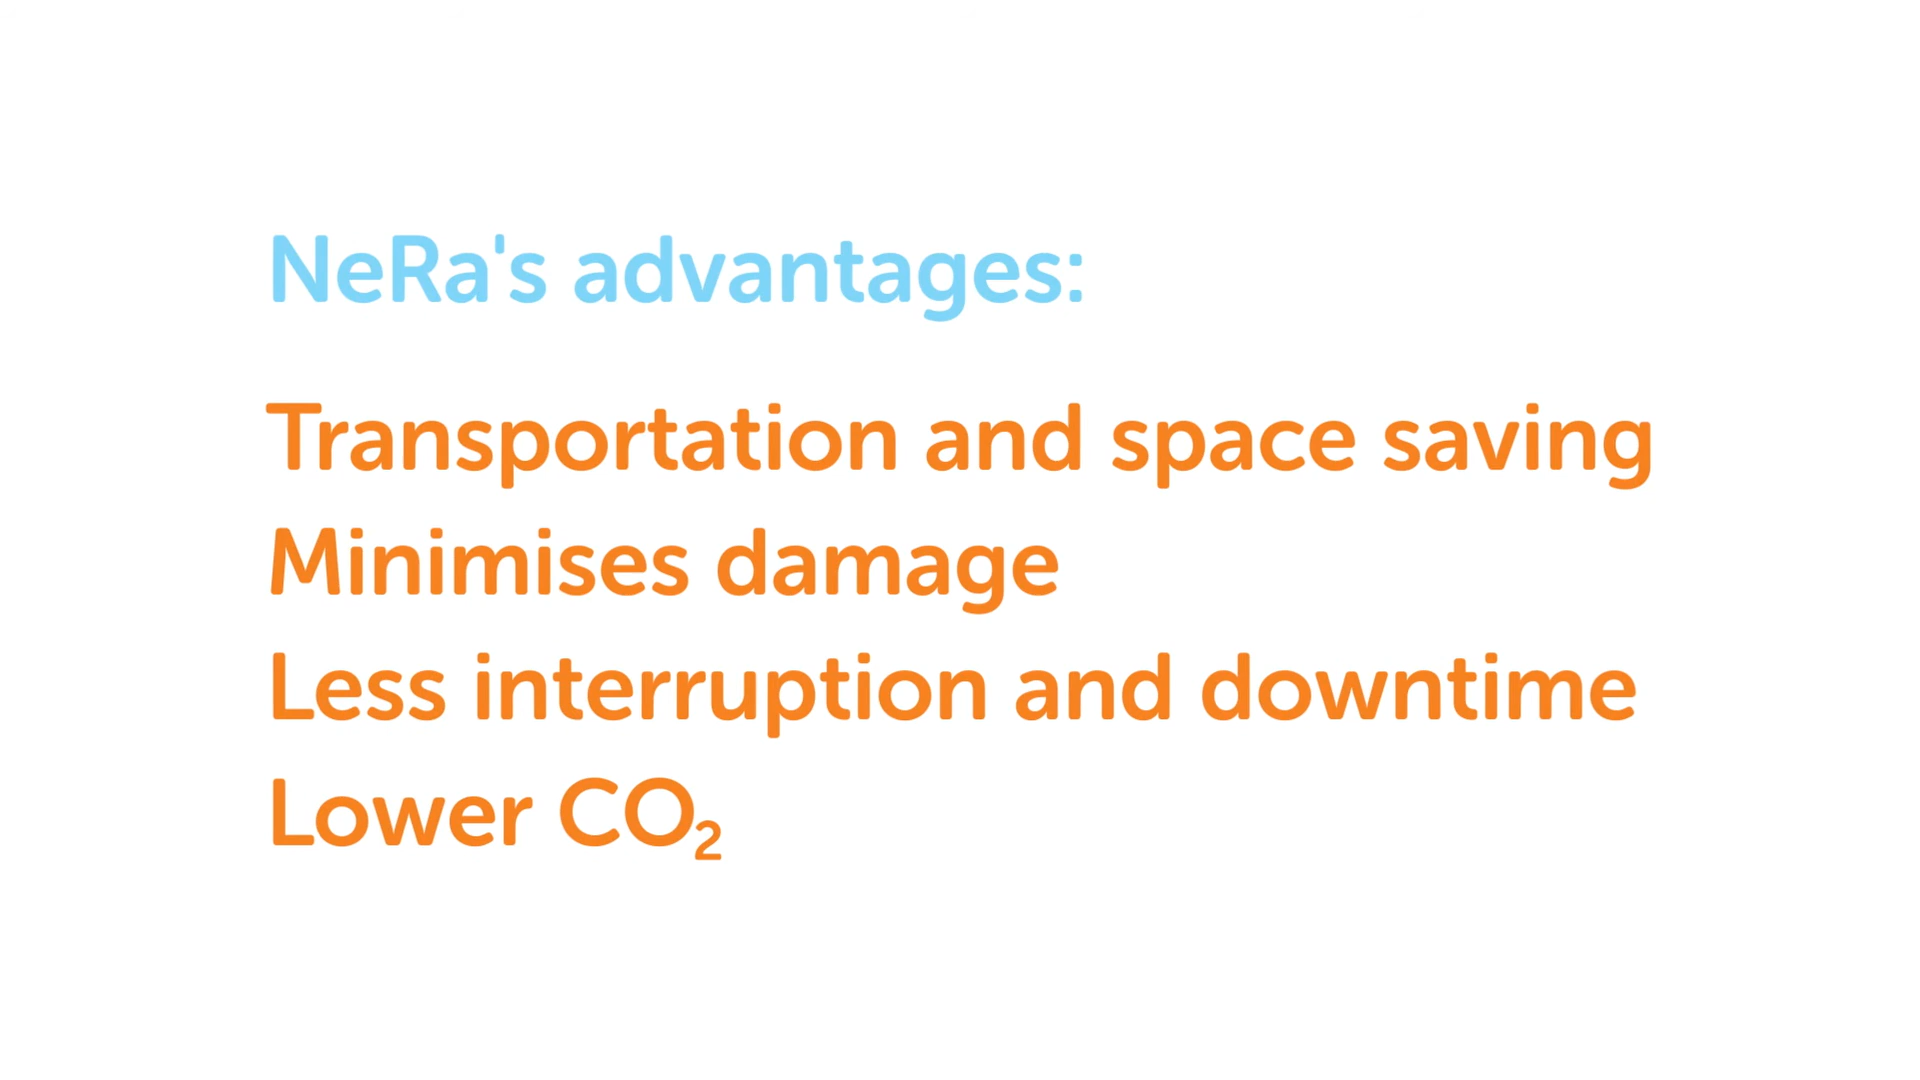 NeRa's advantages:
Transportation and space saving
Minimises damage
Less interruption and downtime
Lower CO₂